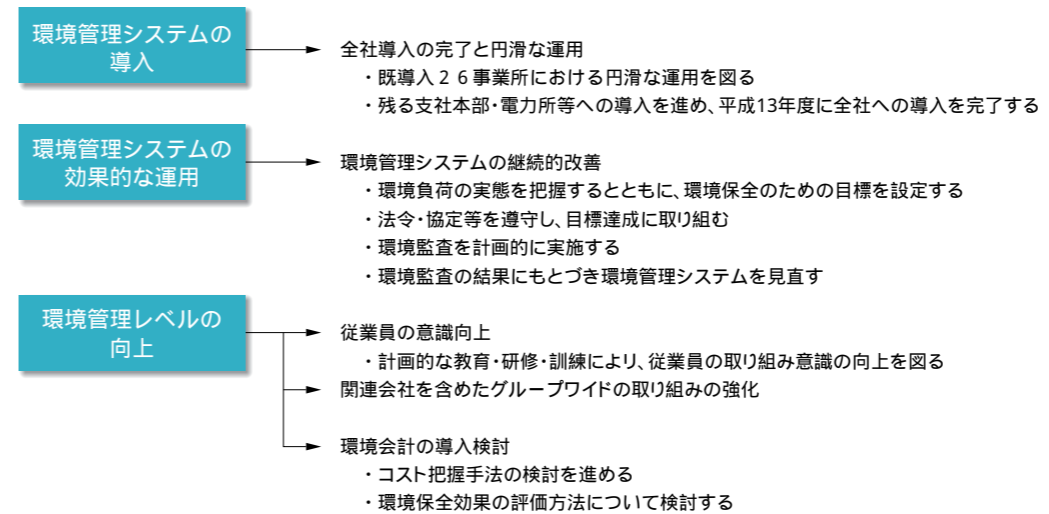 環境管理システムの
導入
全社導入の完了と円滑な運用
・既導入26事業所における円滑な運用を図る
・残る支社本部・電力所等への導入を進め、平成13年度に全社への導入を完了する
環境管理システムの
効果的な運用
環境管理システムの継続的改善
・環境負荷の実態を把握するとともに、環境保全のための目標を設定する
・法令・協定等を遵守し、目標達成に取り組む
・環境監査を計画的に実施する
・環境監査の結果にもとづき環境管理システムを見直す
環境管理レベルの
向上
従業員の意識向上
・計画的な教育・研修・訓練により、従業員の取り組み意識の向上を図る
関連会社を含めたグループワイドの取り組みの強化
環境会計の導入検討
・コスト把握手法の検討を進める
・環境保全効果の評価方法について検討する